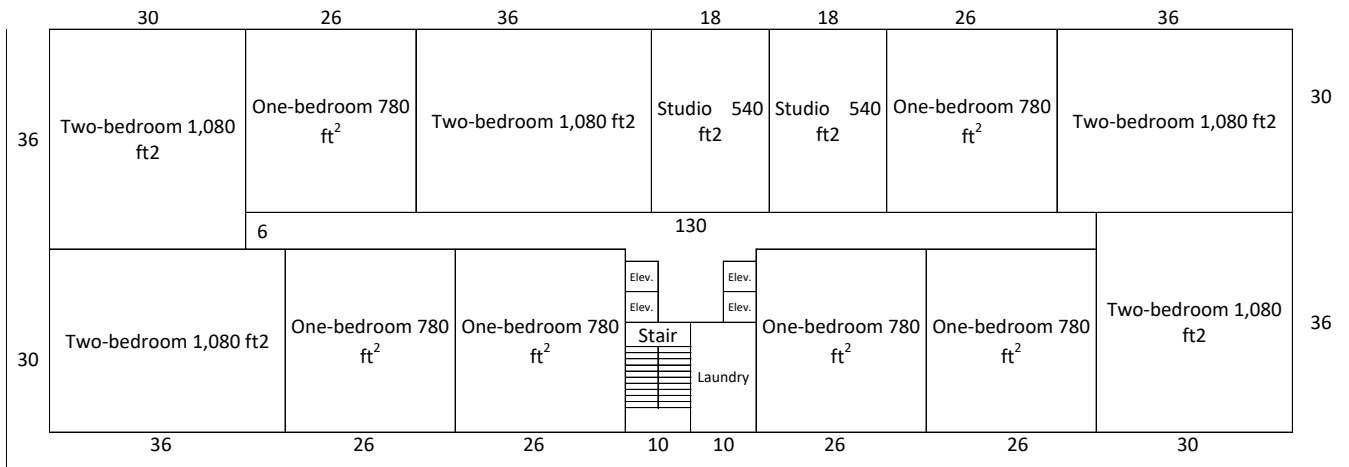 30 26 36 18 18 26 36
Two-bedroom 1,080
ft2
One-bedroom 780
ft²
Two-bedroom 1,080 ft2
Studio 540
ft2
Studio 540
ft2
One-bedroom 780
ft²
Two-bedroom 1,080 ft2
36
30
6
130
Two-bedroom 1,080 ft2
One-bedroom 780
ft²
One-bedroom 780
ft²
Elev.
Elev.
Elev.
Elev.
Stair
Laundry
One-bedroom 780
ft²
One-bedroom 780
ft²
Two-bedroom 1,080
ft2
30
36
36 26 26 10 10 26 26 30